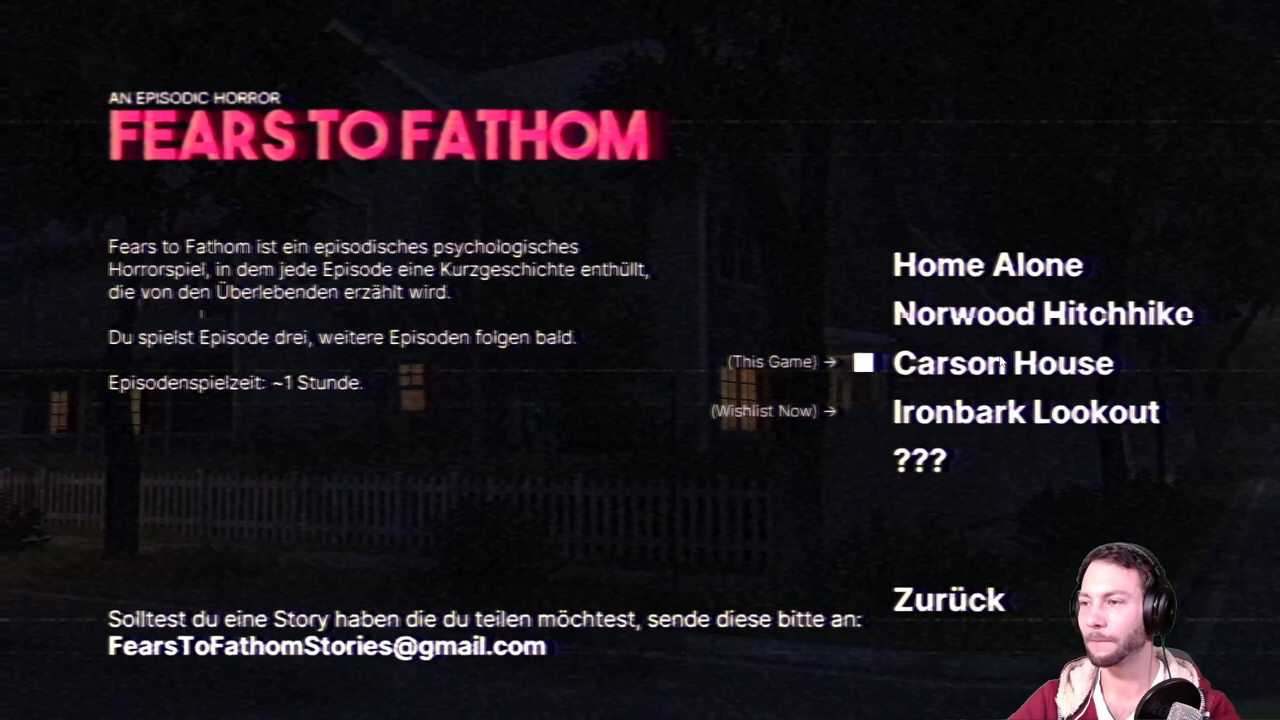 AN EPISODIC HORROR
FEARS TO FATHOM
Fears to Fathom ist ein episodisches psychologisches
Horrorspiel, in dem jede Episode eine Kurzgeschichte enthüllt,
die von den Überlebenden erzählt wird.
Du spielst Episode drei, weitere Episoden folgen bald.
Episodenspielzeit: ~1 Stunde.
Home Alone
Norwood Hitchhike
(This Game) → Carson House
(Wishlist Now) → Ironbark Lookout
???
Zurück
Solltest du eine Story haben die du teilen möchtest, sende diese bitte an:
FearsToFathomStories@gmail.com